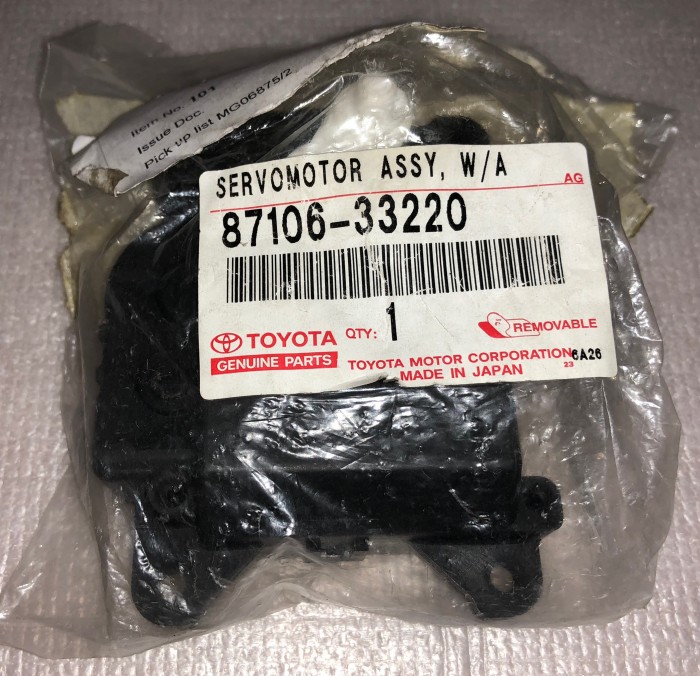 Item No. 101
Issue Doc.
Pick up list MG06875/2
SERVOMOTOR ASSY, W/A
AG
87106-33220
TOYOTA
GENUINE PARTS
QTY: 1
REMOVABLE
TOYOTA MOTOR CORPORATION
MADE IN JAPAN
23
6A26